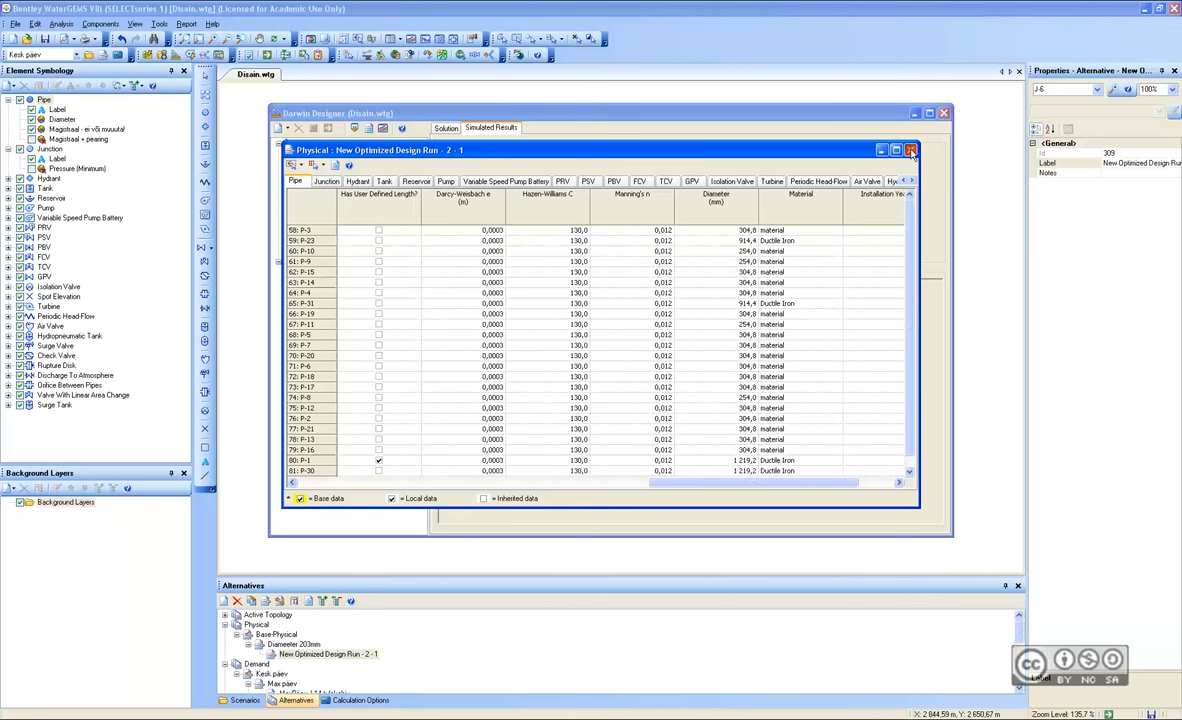 Bentley WaterGEMS V8i (SELECTseries 1) [Disain.wtg] (Licensed for Academic Use Only)
File Edit Analysis Components View Tools Report Help
Kesk päev
Element Symbology
Pipe
Label
Diameter
Magistraal - ei või muuuta!
Magistraal + pearing
Junction
Label
Pressure (Minimum)
Hydrant
Tank
Reservoir
Pump
Variable Speed Pump Battery
PRV
PSV
PBV
FCV
TCV
GPV
Isolation Valve
Spot Elevation
Turbine
Periodic Head-Flow
Air Valve
Hydropneumatic Tank
Surge Valve
Check Valve
Rupture Disk
Discharge To Atmosphere
Orifice Between Pipes
Valve With Linear Area Change
Surge Tank
Background Layers
Background Layers
Disain.wtg
Darwin Designer (Disain.wtg)
Solution Simulated Results
Physical : New Optimized Design Run - 2 - 1
Pipe Junction Hydrant Tank Reservoir Pump Variable Speed Pump Battery PRV PSV PBV FCV TCV GPV Isolation Valve Turbine Periodic Head-Flow Air Valve
Has User Defined Length? Darcy-Weisbach e (m) Hazen-Williams C Manning's n Diameter (mm) Material Installation Yea
58: P-3 0,0003 130,0 0,012 304,8 material
59: P-23 0,0003 130,0 0,012 914,4 Ductile Iron
60: P-10 0,0003 130,0 0,012 254,0 material
61: P-9 0,0003 130,0 0,012 254,0 material
62: P-15 0,0003 130,0 0,012 304,8 material
63: P-14 0,0003 130,0 0,012 304,8 material
64: P-4 0,0003 130,0 0,012 304,8 material
65: P-31 0,0003 130,0 0,012 914,4 Ductile Iron
66: P-19 0,0003 130,0 0,012 304,8 material
67: P-11 0,0003 130,0 0,012 254,0 material
68: P-5 0,0003 130,0 0,012 304,8 material
69: P-7 0,0003 130,0 0,012 304,8 material
70: P-20 0,0003 130,0 0,012 304,8 material
71: P-6 0,0003 130,0 0,012 304,8 material
72: P-18 0,0003 130,0 0,012 304,8 material
73: P-17 0,0003 130,0 0,012 304,8 material
74: P-8 0,0003 130,0 0,012 254,0 material
75: P-12 0,0003 130,0 0,012 304,8 material
76: P-2 0,0003 130,0 0,012 304,8 material
77: P-21 0,0003 130,0 0,012 304,8 material
78: P-13 0,0003 130,0 0,012 304,8 material
79: P-16 0,0003 130,0 0,012 304,8 material
80: P-1 0,0003 130,0 0,012 1 219,2 Ductile Iron
81: P-30 0,0003 130,0 0,012 1 219,2 Ductile Iron
= Base data = Local data = Inherited data
Alternatives
Active Topology
Physical
Base-Physical
Diameeter 203mm
New Optimized Design Run - 2 - 1
Demand
Kesk päev
Max päev
Scenarios Alternatives Calculation Options
Properties - Alternative - New O...
J-6 100%
<General>
Id 309
Label New Optimized Design Ru
Notes
Label
cc BY NC SA
X: 2 844,59 m, Y: 2 650,67 m Zoom Level: 135,7 %